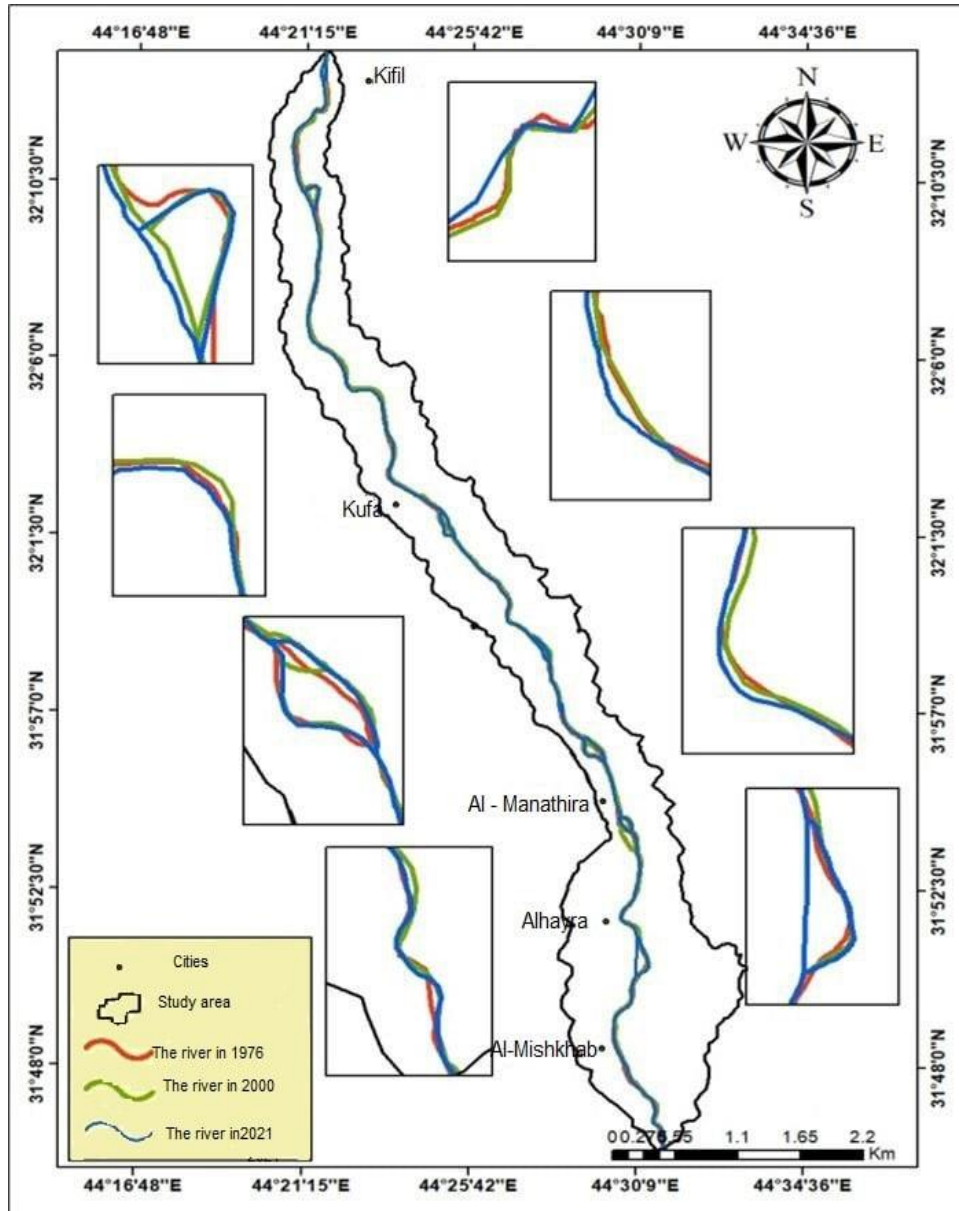 44°16'48"E 44°21'15"E 44°25'42"E 44°30'9"E 44°34'36"E
Kifil
N
W E
S
32°10'30"N 32°10'30"N
32°6'0"N 32°6'0"N
Kufa
32°1'30"N 32°1'30"N
31°57'0"N 31°57'0"N
Al - Manathira
31°52'30"N 31°52'30"N
Alhayra
Al-Mishkhab
31°48'0"N 31°48'0"N
Cities
Study area
The river in 1976
The river in 2000
The river in2021
1.1 1.65 2.2
Km
44°16'48"E 44°21'15"E 44°25'42"E 44°30'9"E 44°34'36"E